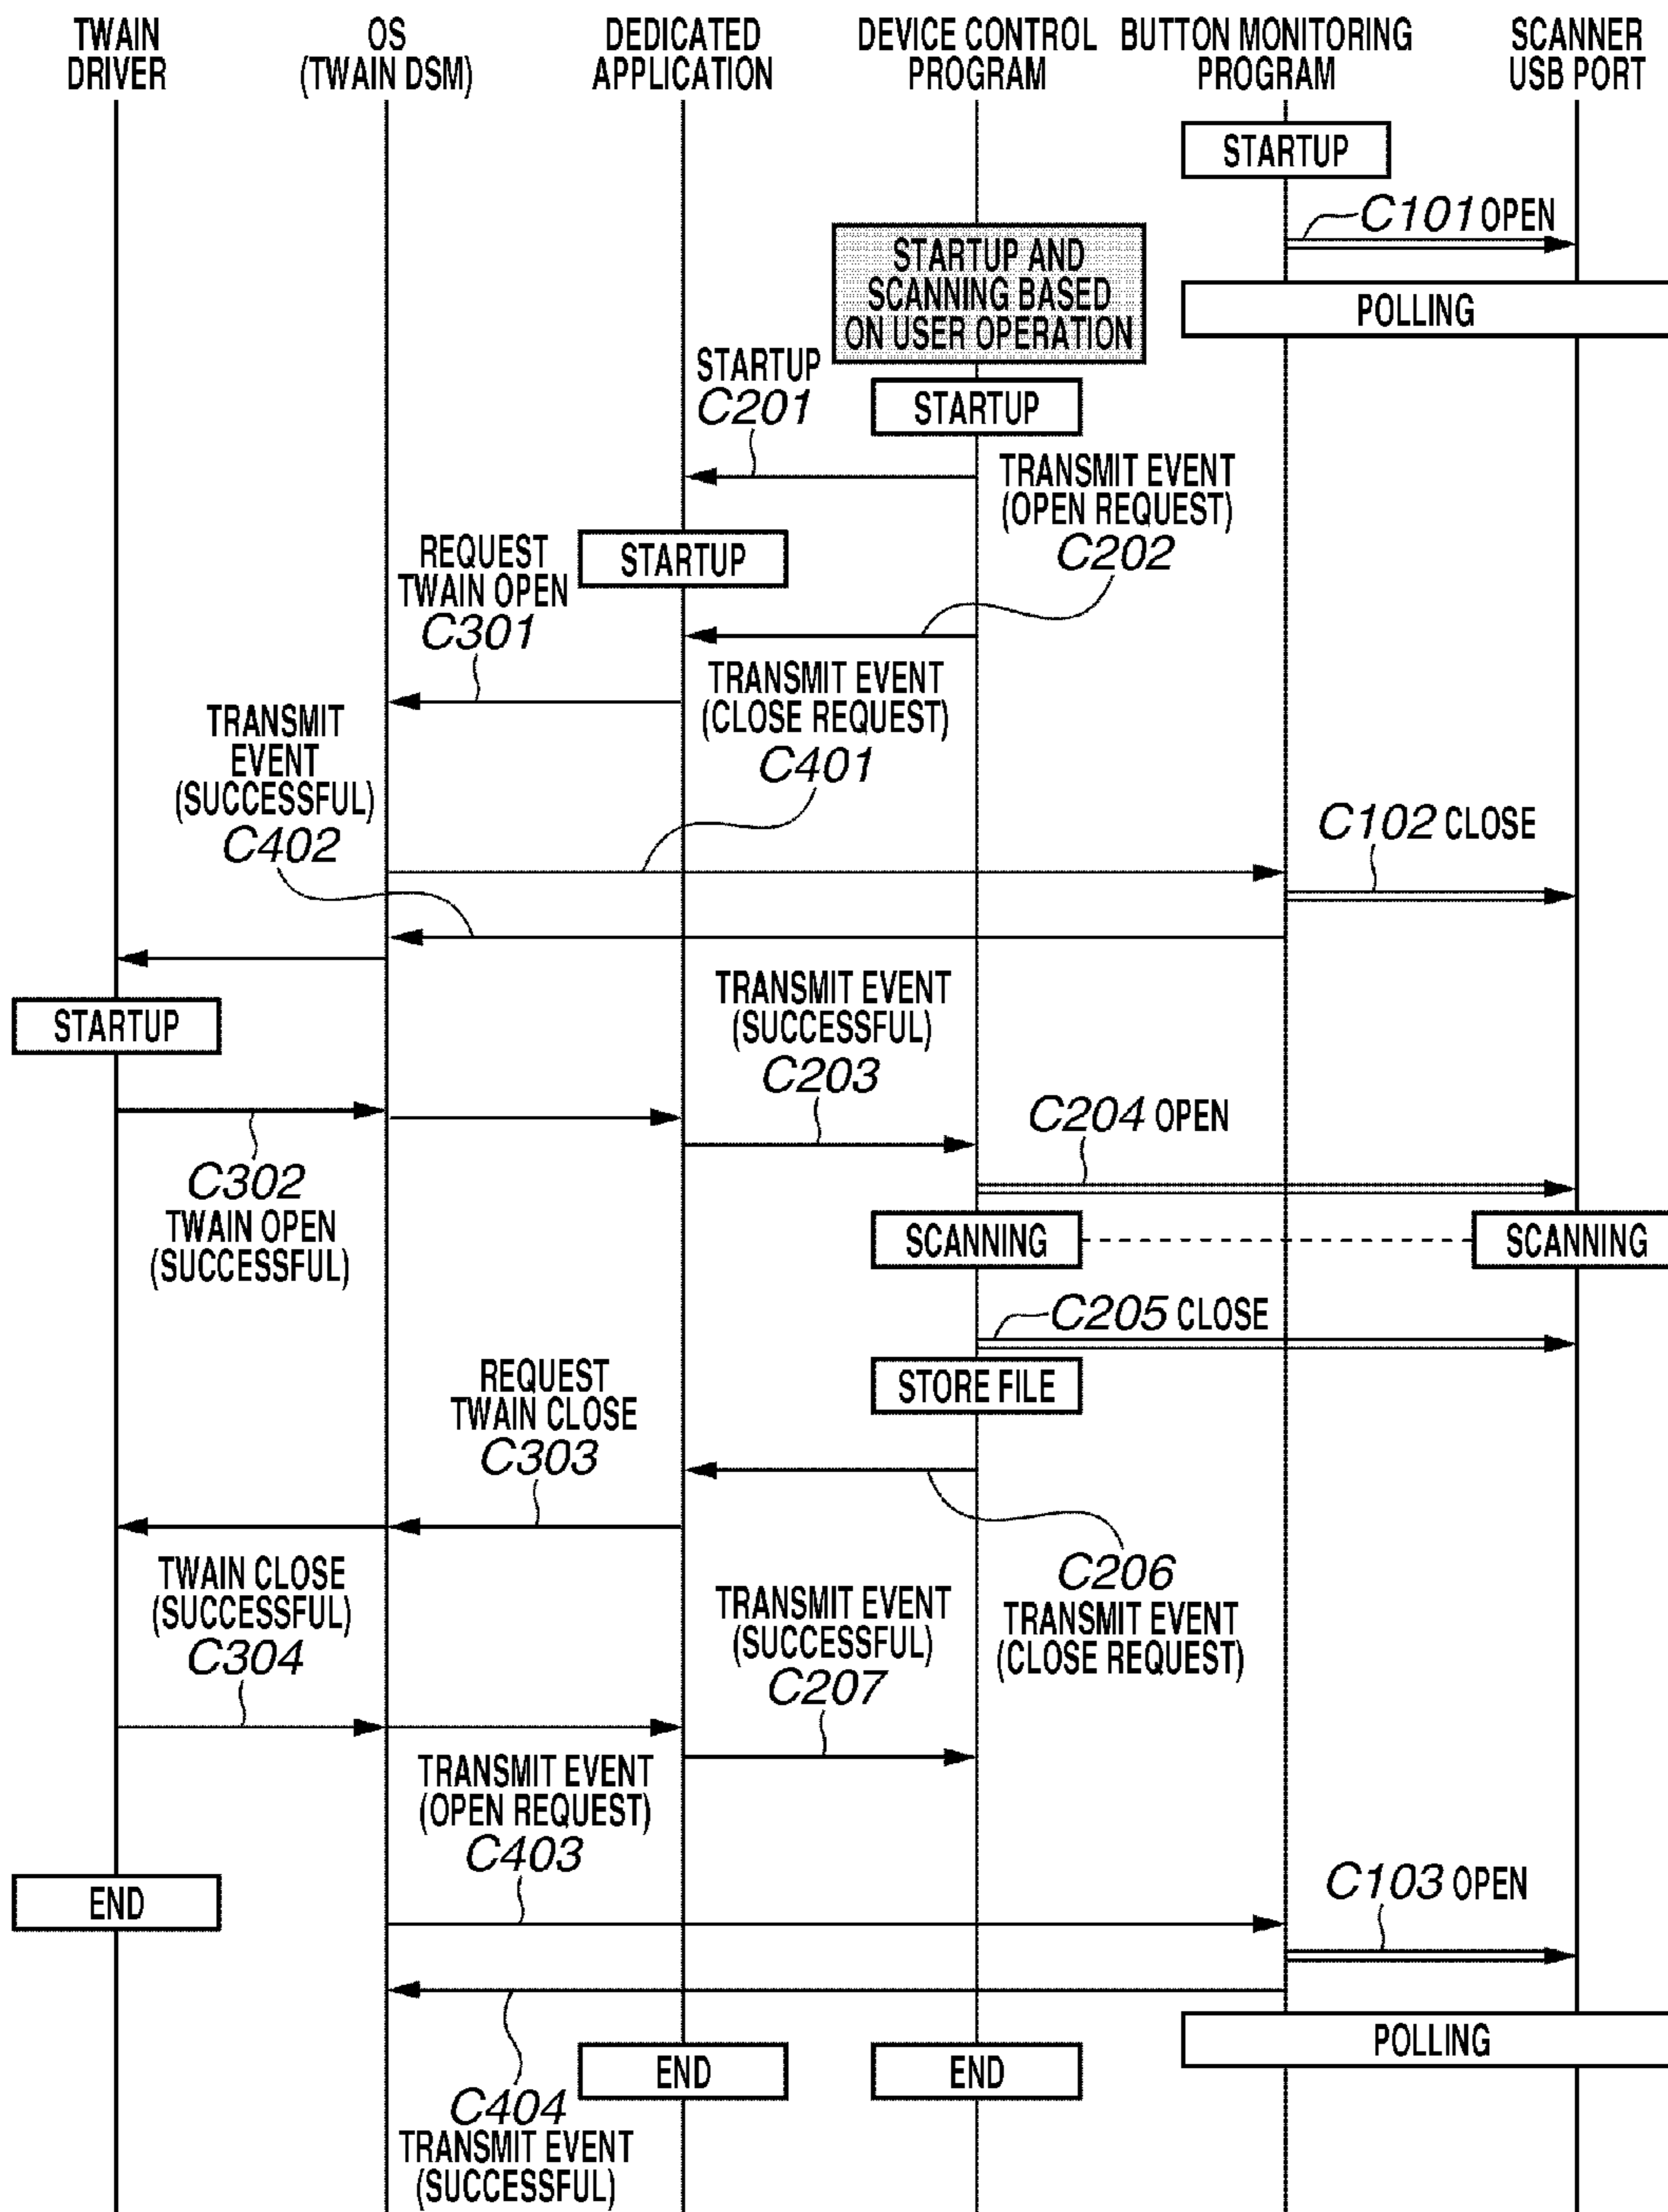 TWAIN
DRIVER
OS
(TWAIN DSM)
DEDICATED
APPLICATION
DEVICE CONTROL
PROGRAM
BUTTON MONITORING
PROGRAM
SCANNER
USB PORT
STARTUP
C101 OPEN
STARTUP AND
SCANNING BASED
ON USER OPERATION
POLLING
STARTUP
C201
STARTUP
TRANSMIT EVENT
(OPEN REQUEST)
C202
STARTUP
REQUEST
TWAIN OPEN
C301
TRANSMIT EVENT
(CLOSE REQUEST)
C401
TRANSMIT
EVENT
(SUCCESSFUL)
C402
C102 CLOSE
STARTUP
TRANSMIT EVENT
(SUCCESSFUL)
C203
C204 OPEN
C302
TWAIN OPEN
(SUCCESSFUL)
SCANNING
SCANNING
C205 CLOSE
STORE FILE
REQUEST
TWAIN CLOSE
C303
C206
TRANSMIT EVENT
(CLOSE REQUEST)
TWAIN CLOSE
(SUCCESSFUL)
C304
TRANSMIT EVENT
(SUCCESSFUL)
C207
TRANSMIT EVENT
(OPEN REQUEST)
C403
END
C103 OPEN
POLLING
END
END
C404
TRANSMIT EVENT
(SUCCESSFUL)